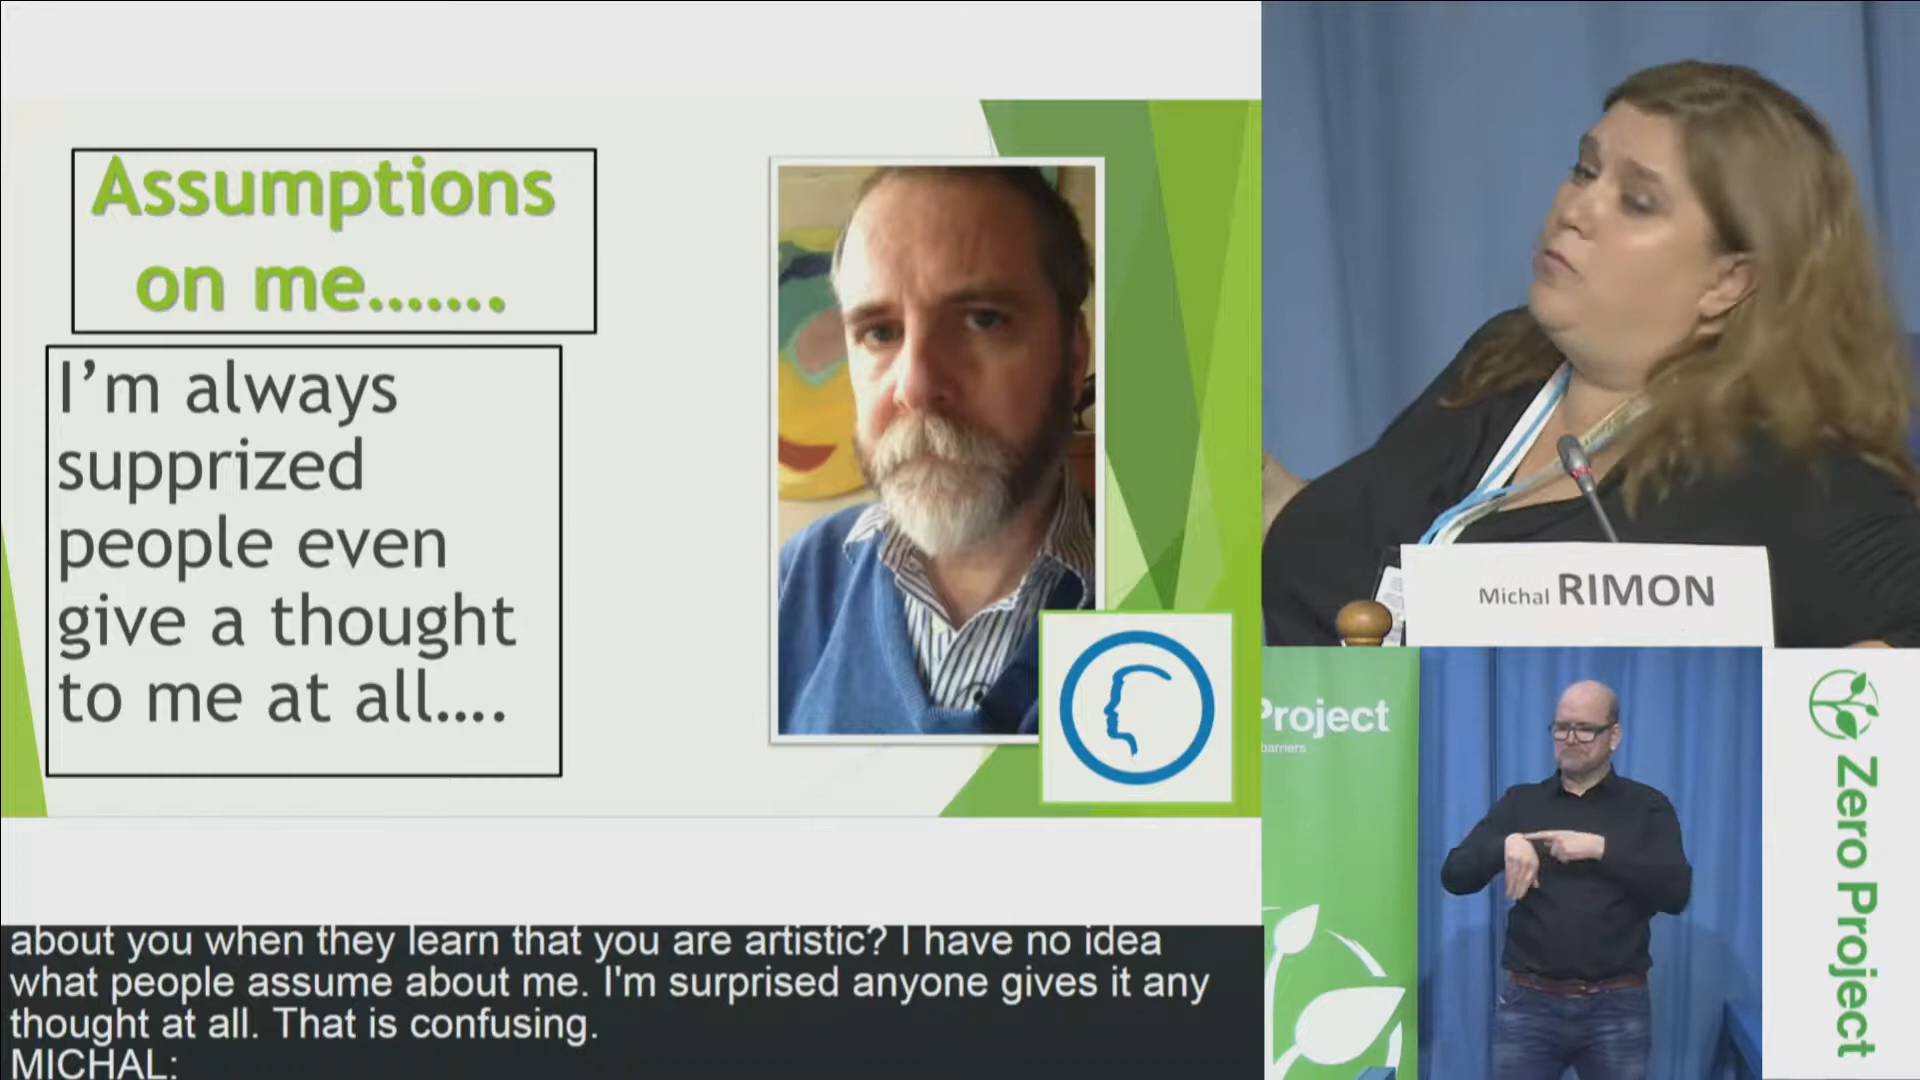 Assumptions
on me.......
I’m always
supprized
people even
give a thought
to me at all....
Michal RIMON
Project
barriers
Zero Project
about you when they learn that you are artistic? I have no idea
what people assume about me. I'm surprised anyone gives it any
thought at all. That is confusing.
MICHAL: